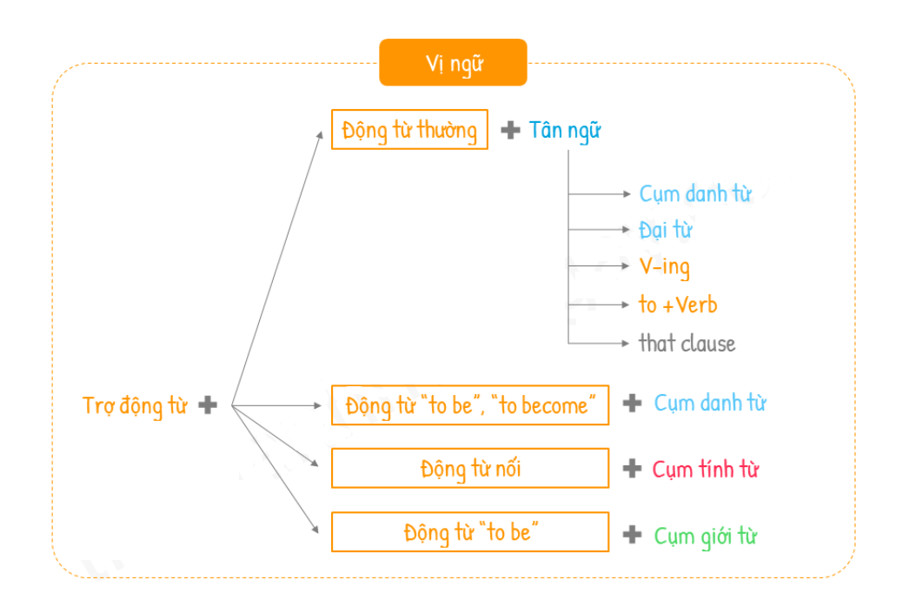 Vị ngữ
Động từ thường + Tân ngữ
Cụm danh từ
Đại từ
V-ing
to +Verb
that clause
Trợ động từ +
Động từ "to be", "to become" + Cụm danh từ
Động từ nối + Cụm tính từ
Động từ "to be" + Cụm giới từ